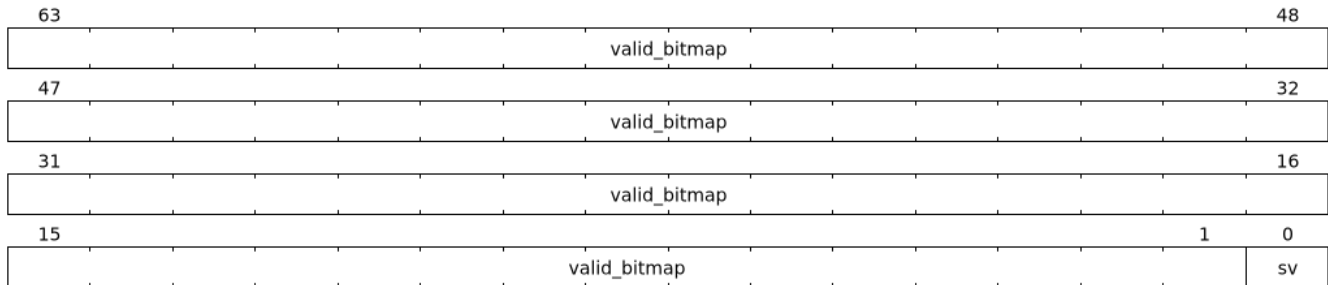 63 48
valid_bitmap
47 32
valid_bitmap
31 16
valid_bitmap
15 1 0
valid_bitmap sv